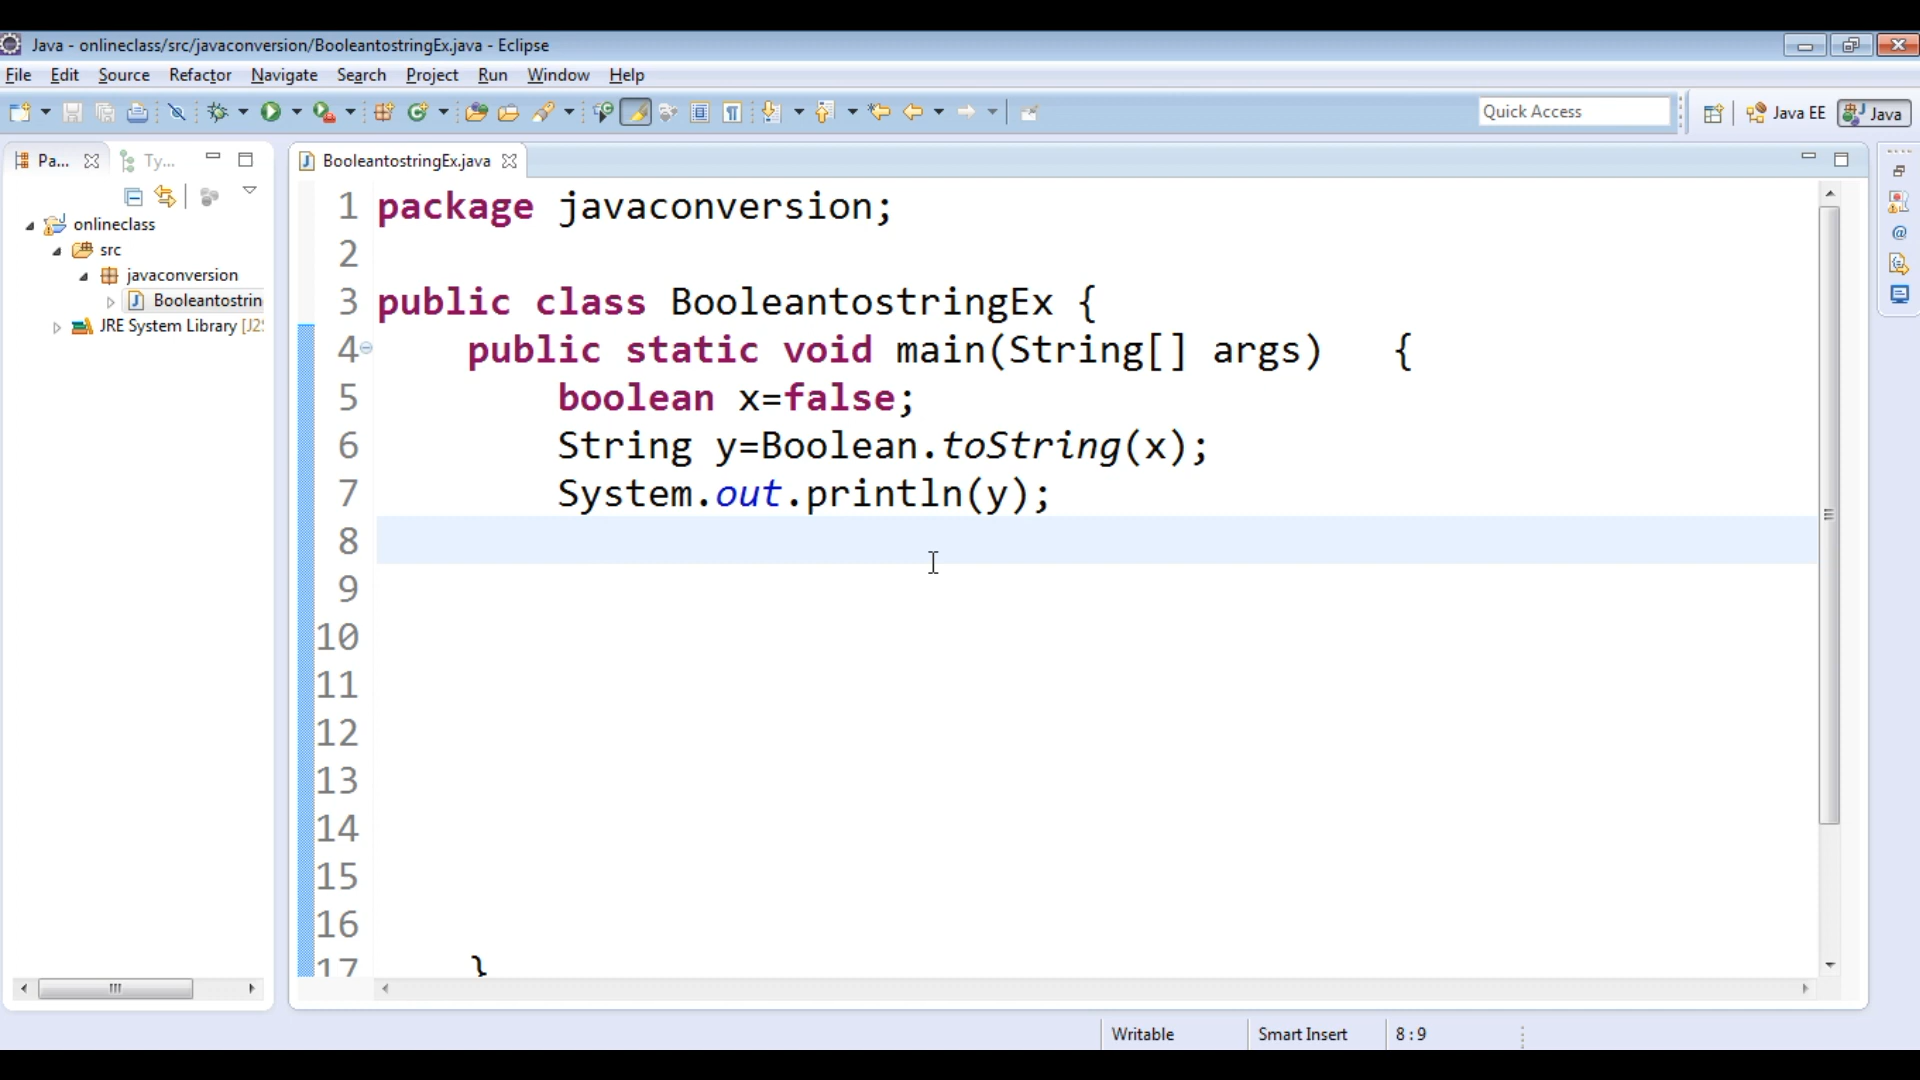 Java - onlineclass/src/javaconversion/BooleantostringEx.java - Eclipse
File Edit Source Refactor Navigate Search Project Run Window Help
Quick Access
Java EE
Java
Pa...
Ty...
BooleantostringEx.java
onlineclass
src
javaconversion
Booleantostrin
JRE System Library [J2S
1 package javaconversion;
2
3 public class BooleantostringEx {
4 public static void main(String[] args) {
5 boolean x=false;
6 String y=Boolean.toString(x);
7 System.out.println(y);
8
9
10
11
12
13
14
15
16
17 }
Writable
Smart Insert
8 : 9